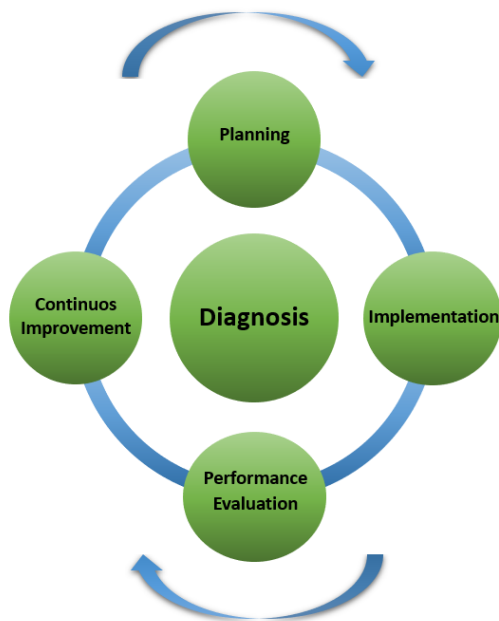 Planning
Continuos
Improvement
Diagnosis
Implementation
Performance
Evaluation